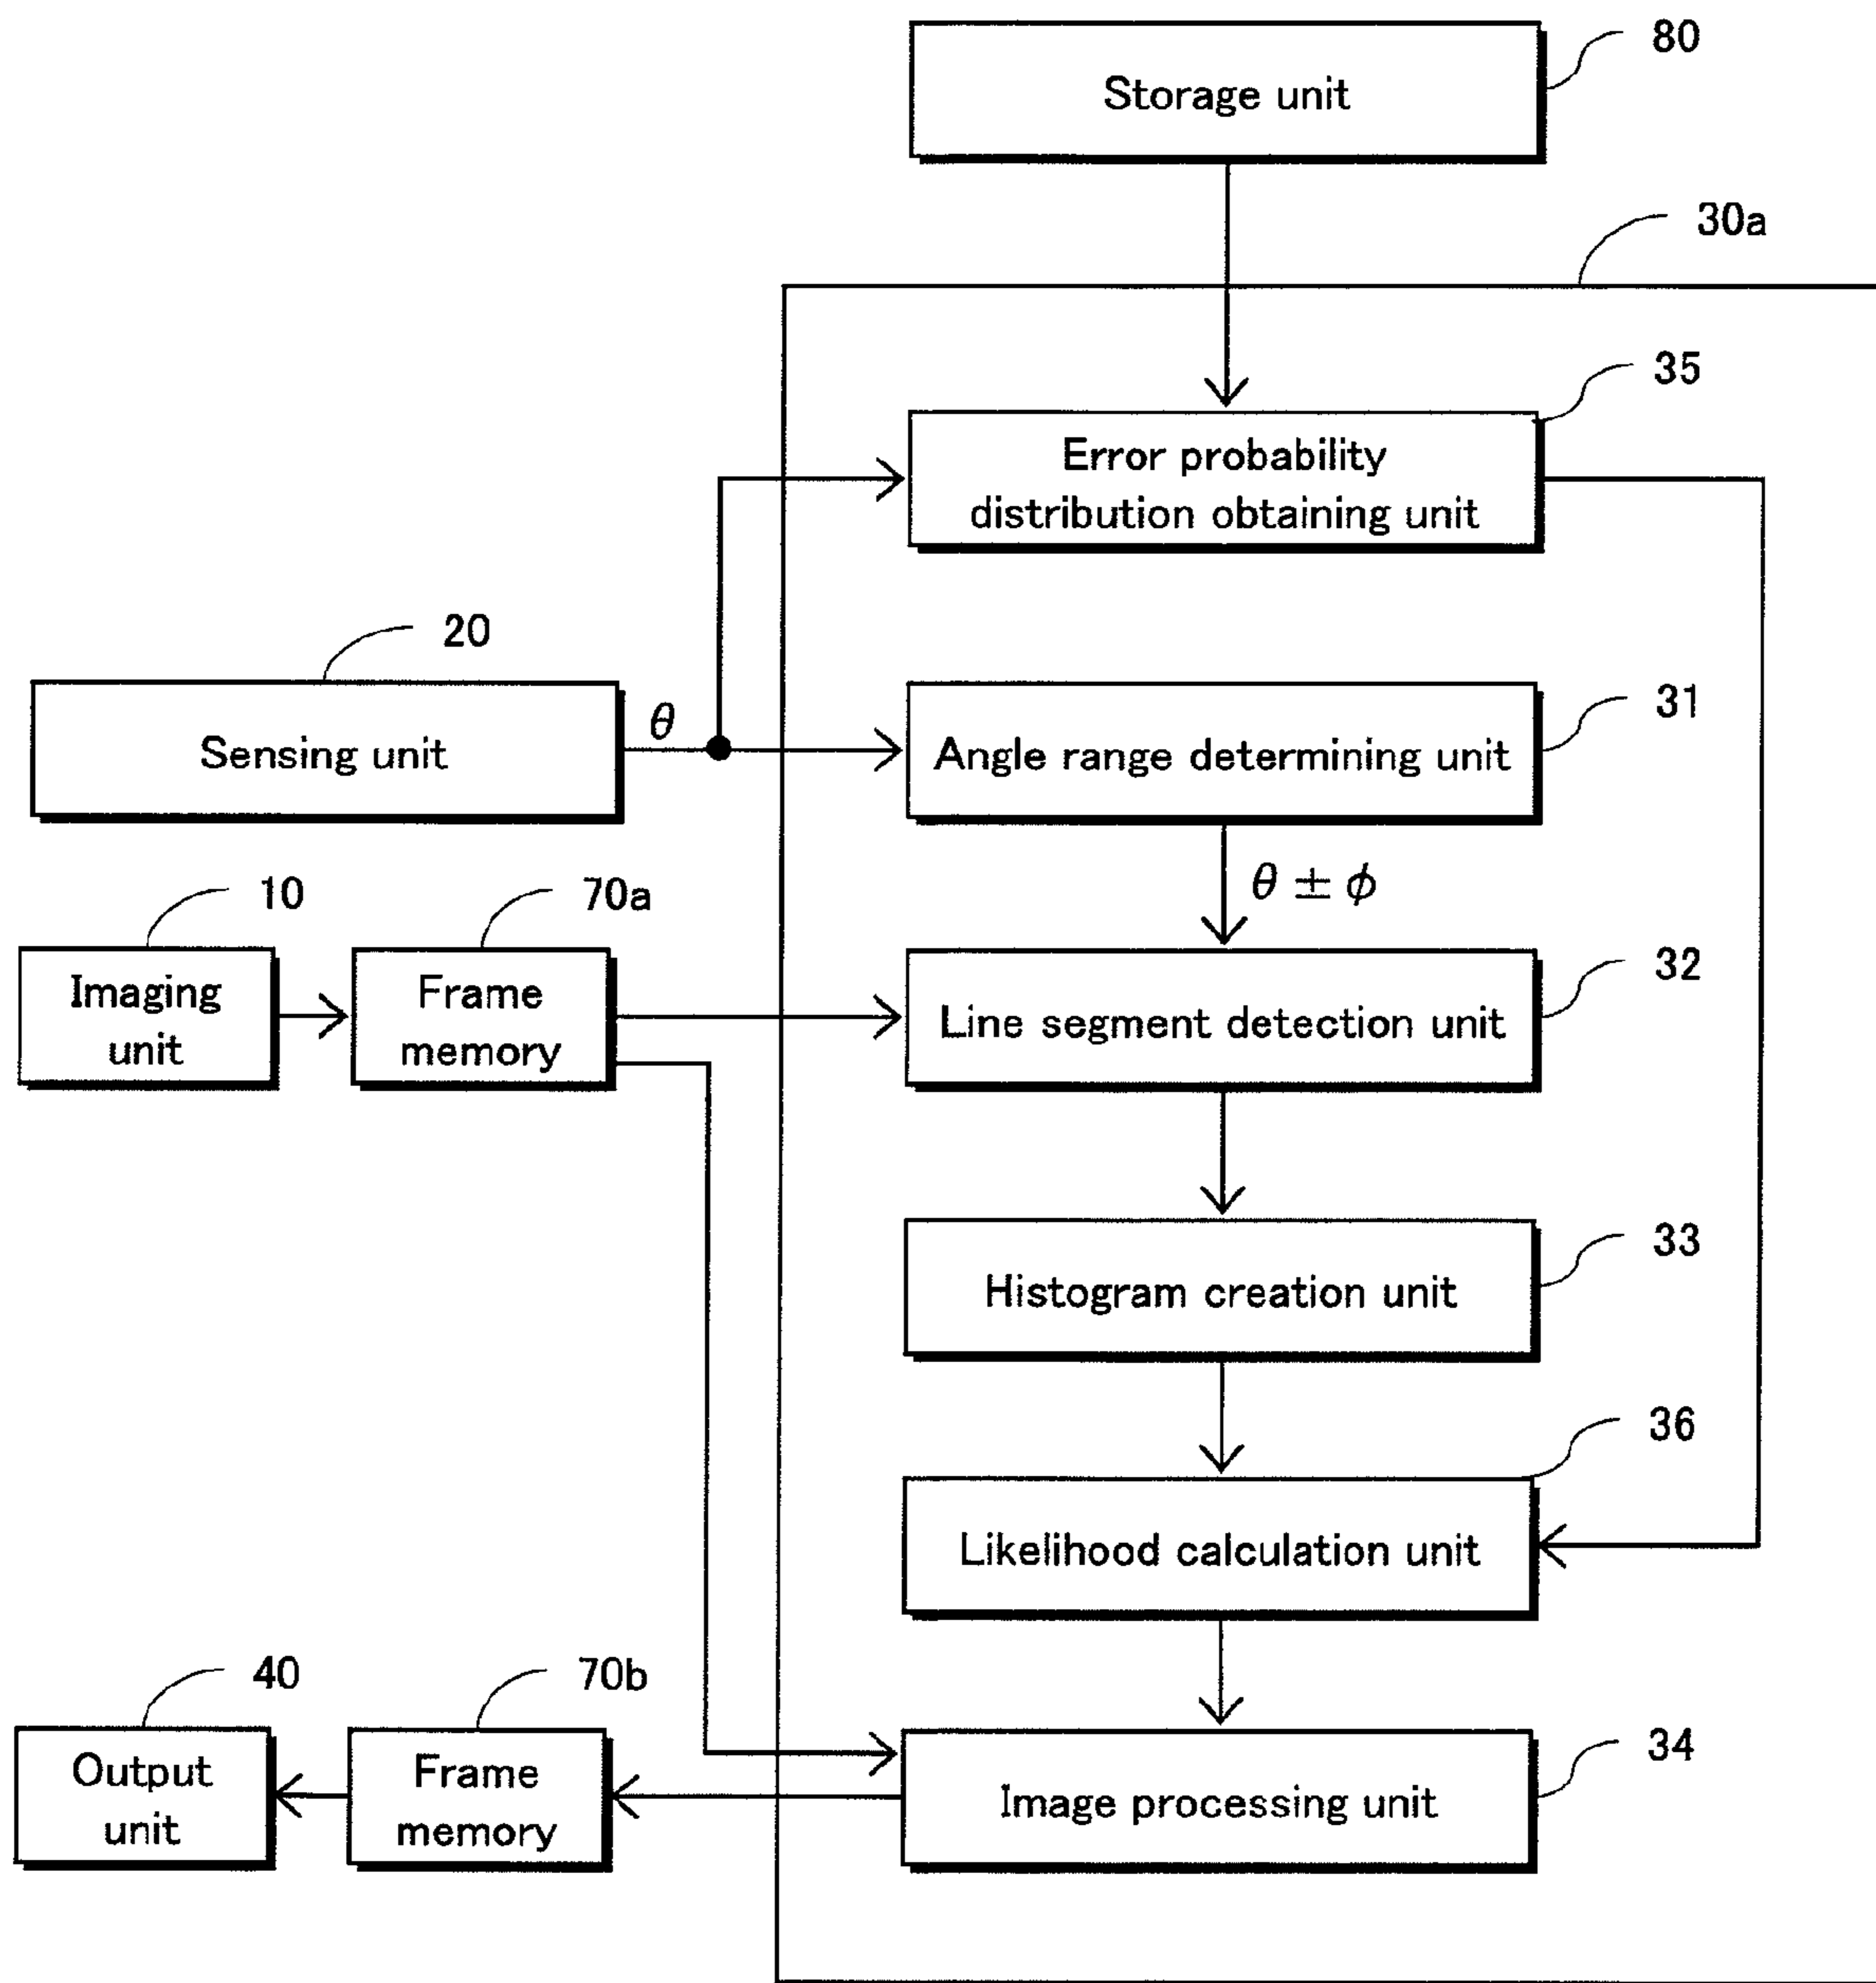 80
Storage unit
30a
35
Error probability
distribution obtaining unit
20
Sensing unit
θ
31
Angle range determining unit
θ ± ϕ
10
Imaging
unit
70a
Frame
memory
32
Line segment detection unit
33
Histogram creation unit
36
Likelihood calculation unit
40
Output
unit
70b
Frame
memory
34
Image processing unit